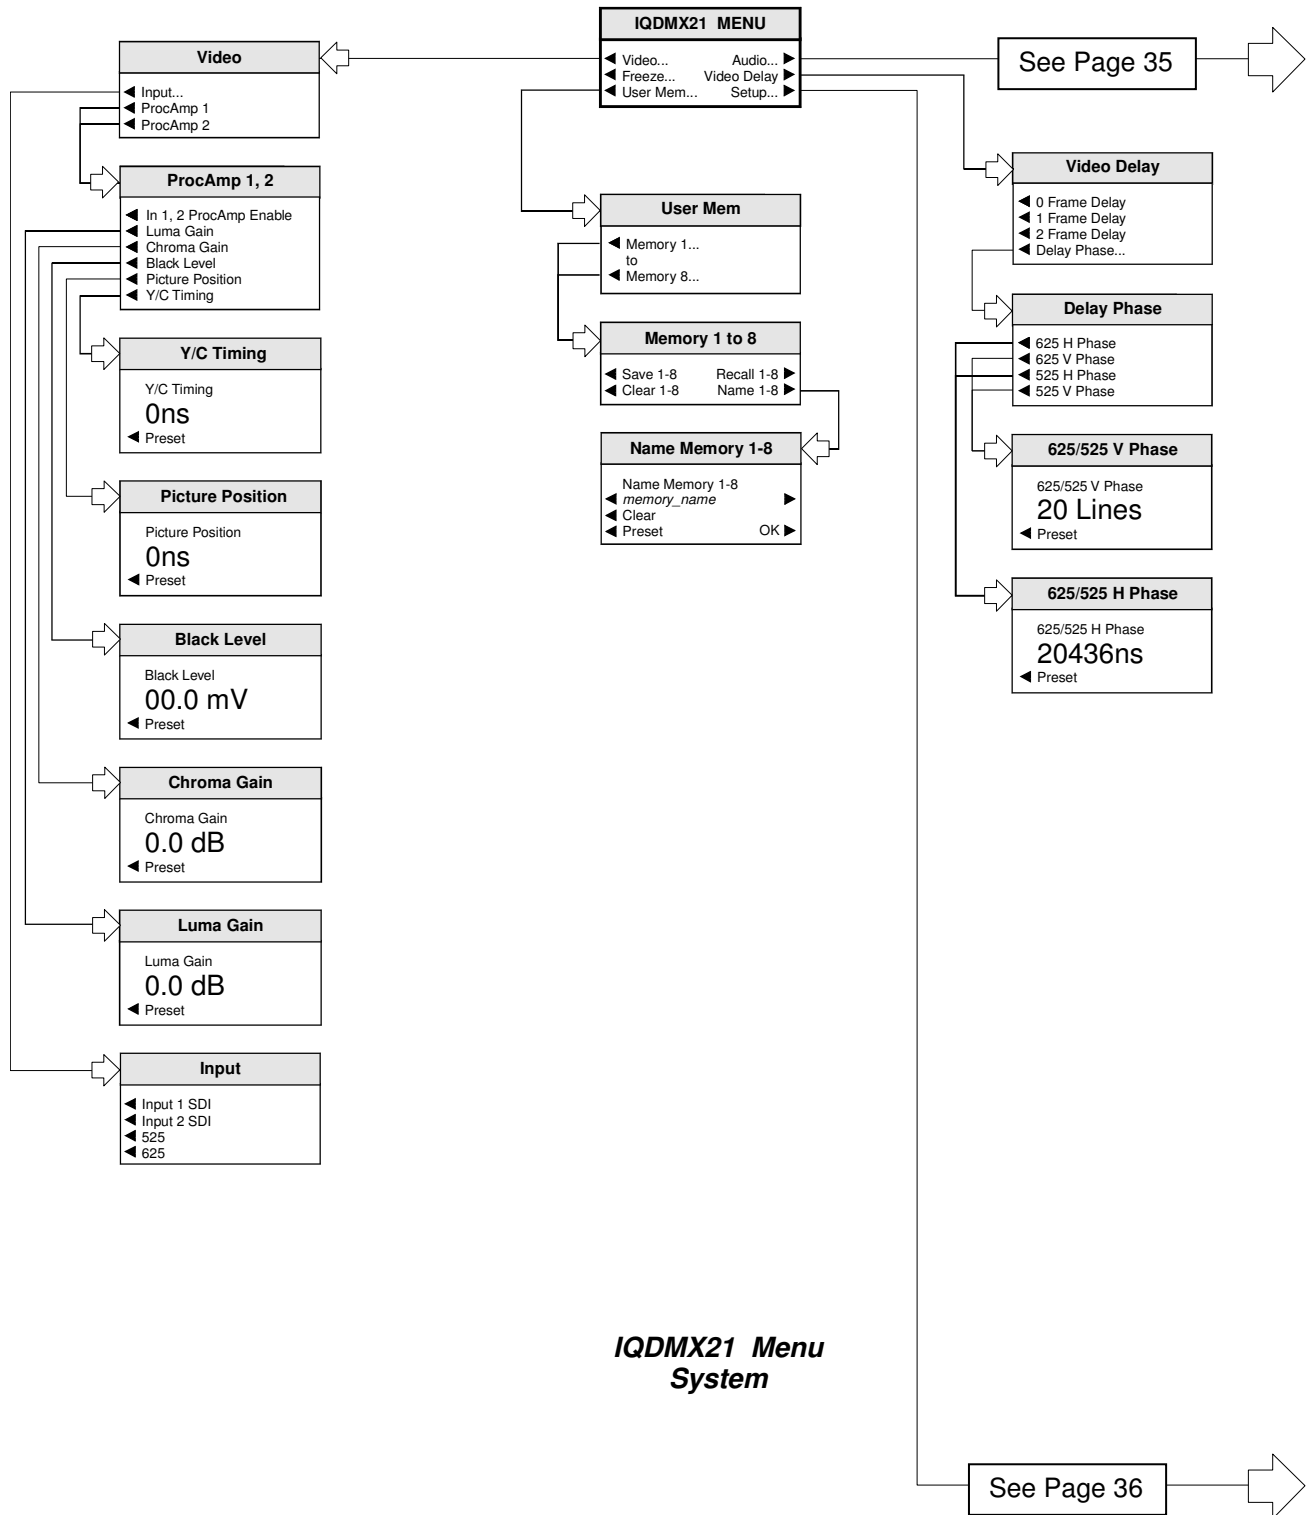 IQDMX21 MENU
Video... Audio...
Freeze... Video Delay
User Mem... Setup...
See Page 35
Video
Input...
ProcAmp 1
ProcAmp 2
ProcAmp 1, 2
In 1, 2 ProcAmp Enable
Luma Gain
Chroma Gain
Black Level
Picture Position
Y/C Timing
Y/C Timing
Y/C Timing
0ns
Preset
Picture Position
Picture Position
0ns
Preset
Black Level
Black Level
00.0 mV
Preset
Chroma Gain
Chroma Gain
0.0 dB
Preset
Luma Gain
Luma Gain
0.0 dB
Preset
Input
Input 1 SDI
Input 2 SDI
525
625
User Mem
Memory 1...
to
Memory 8...
Memory 1 to 8
Save 1-8 Recall 1-8
Clear 1-8 Name 1-8
Name Memory 1-8
Name Memory 1-8
memory_name
Clear
Preset OK
Video Delay
0 Frame Delay
1 Frame Delay
2 Frame Delay
Delay Phase...
Delay Phase
625 H Phase
625 V Phase
525 H Phase
525 V Phase
625/525 V Phase
625/525 V Phase
20 Lines
Preset
625/525 H Phase
625/525 H Phase
20436ns
Preset
IQDMX21 Menu
System
See Page 36